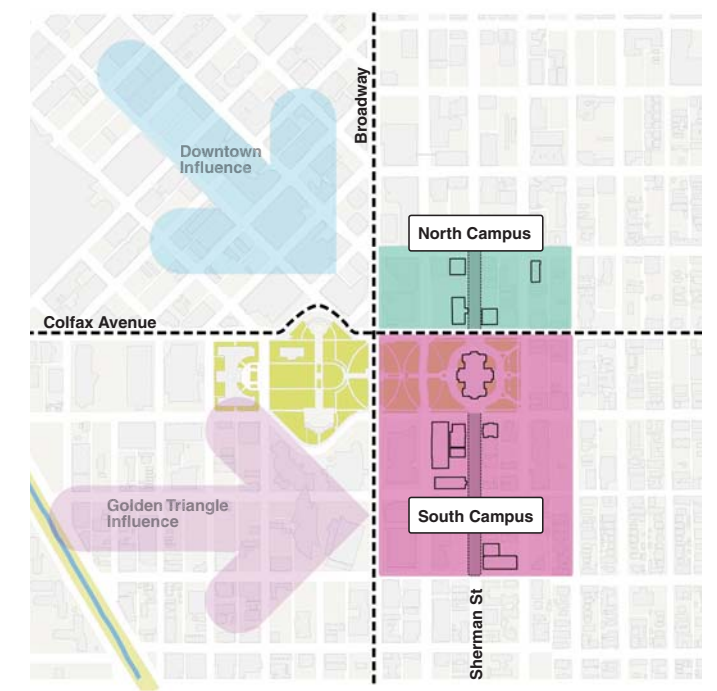 Broadway
Downtown
Influence
North Campus
Colfax Avenue
Golden Triangle
Influence
South Campus
Sherman St